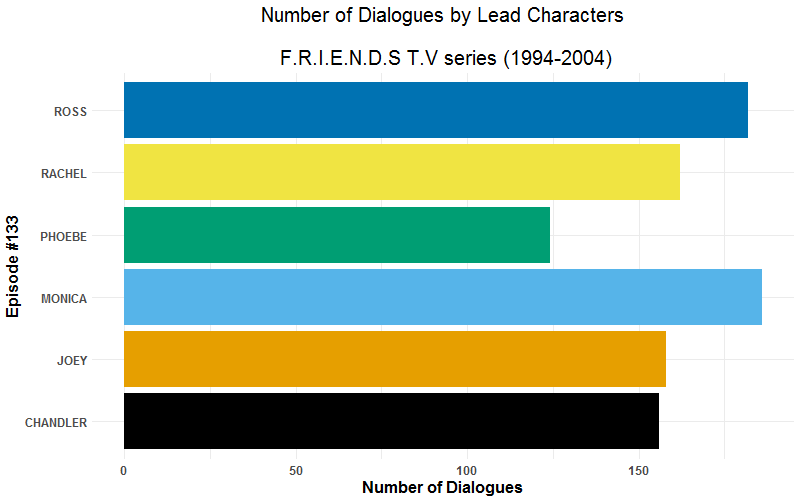 Number of Dialogues by Lead Characters
F.R.I.E.N.D.S T.V series (1994-2004)
Episode #133
ROSS
RACHEL
PHOEBE
MONICA
JOEY
CHANDLER
0 50 100 150
Number of Dialogues